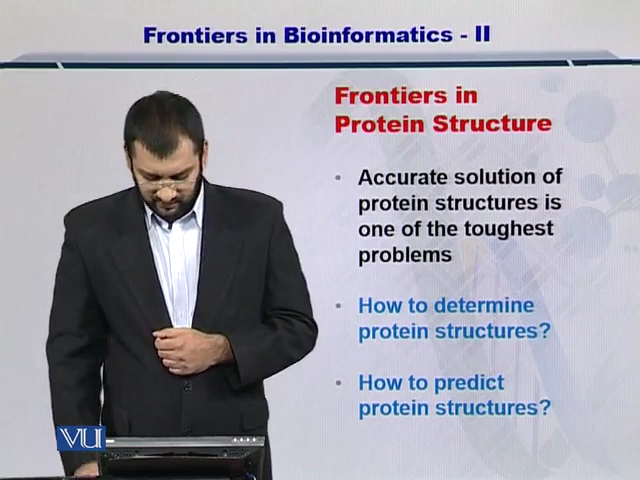 Frontiers in Bioinformatics - II
Frontiers in
Protein Structure
• Accurate solution of
protein structures is
one of the toughest
problems
• How to determine
protein structures?
• How to predict
protein structures?
VU